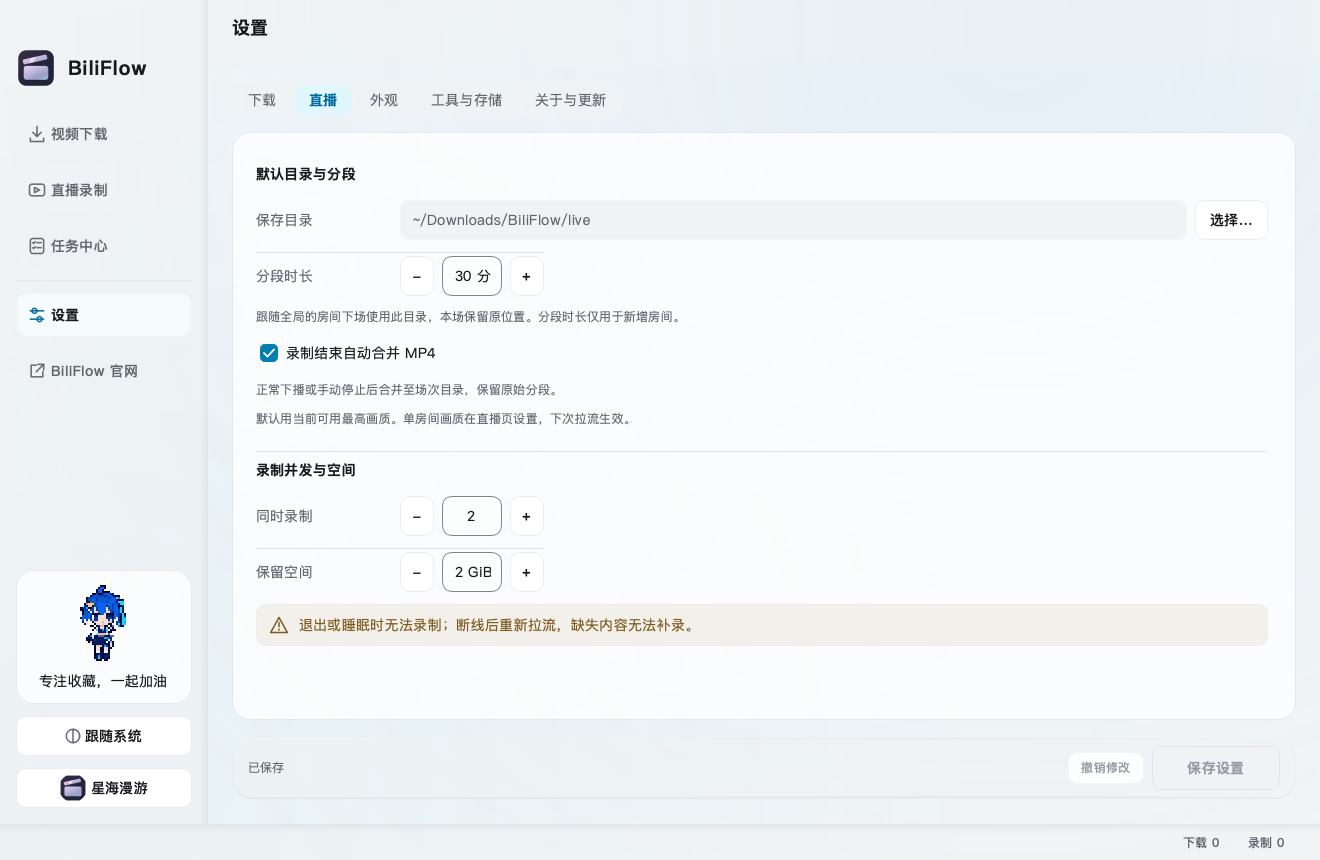 设置
BiliFlow
下载 直播 外观 工具与存储 关于与更新
视频下载
直播录制
任务中心
设置
BiliFlow 官网
默认目录与分段
保存目录 ~/Downloads/BiliFlow/live 选择...
分段时长 − 30 分 +
跟随全局的房间下场使用此目录，本场保留原位置。分段时长仅用于新增房间。
录制结束自动合并 MP4
正常下播或手动停止后合并至场次目录，保留原始分段。
默认用当前可用最高画质。单房间画质在直播页设置，下次拉流生效。
录制并发与空间
同时录制 − 2 +
保留空间 − 2 GiB +
退出或睡眠时无法录制；断线后重新拉流，缺失内容无法补录。
专注收藏，一起加油
跟随系统
星海漫游
已保存 撤销修改 保存设置
下载 0 录制 0